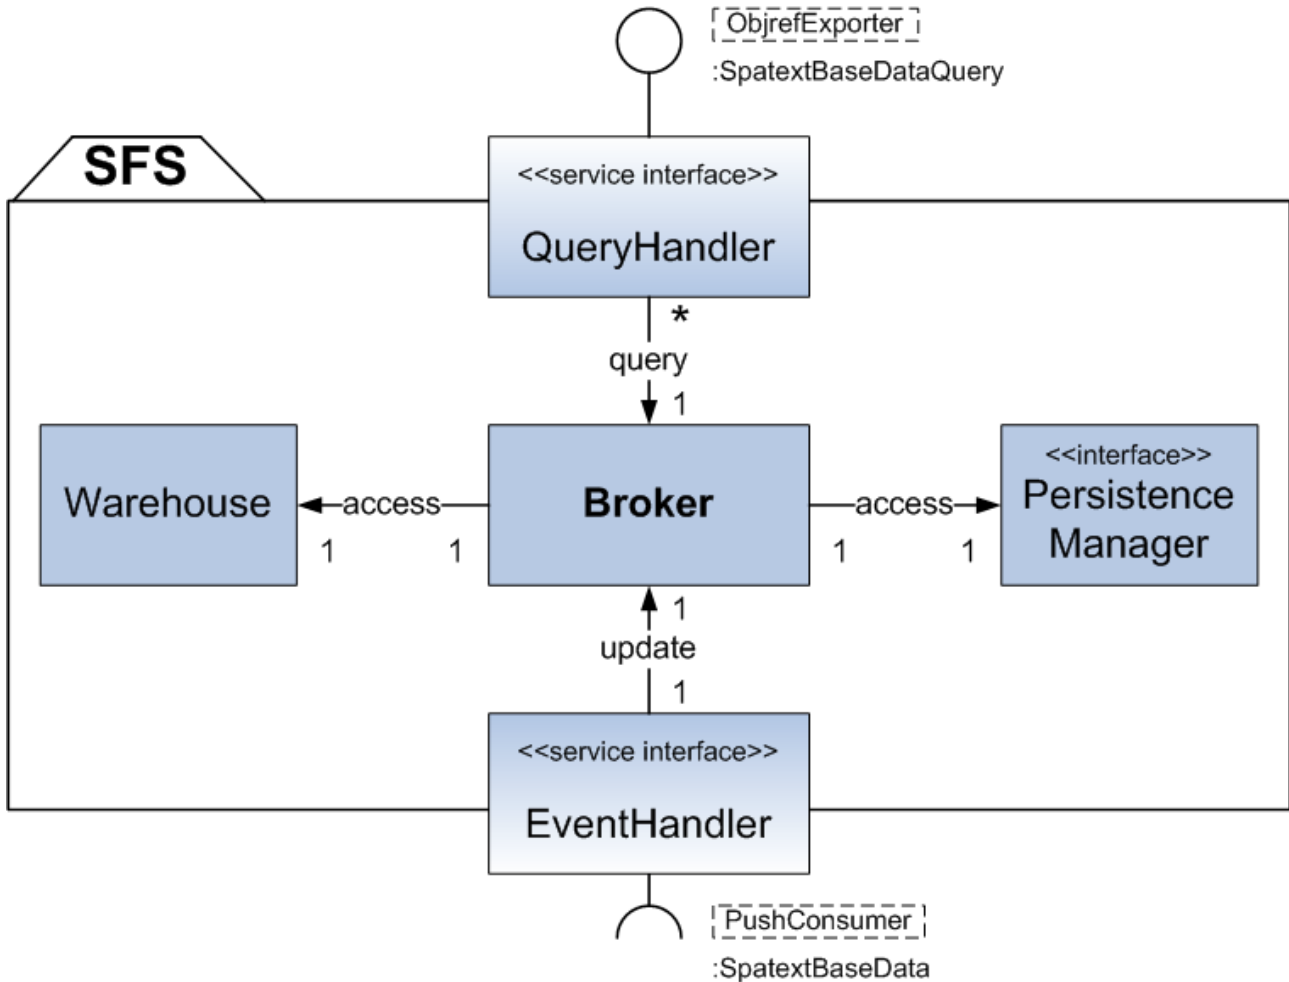 ObjrefExporter
:SpatextBaseDataQuery
SFS
<<service interface>>
QueryHandler
*
query
1
Warehouse
access
1
1
Broker
access
1
1
<<interface>>
Persistence
Manager
1
update
1
<<service interface>>
EventHandler
PushConsumer
:SpatextBaseData